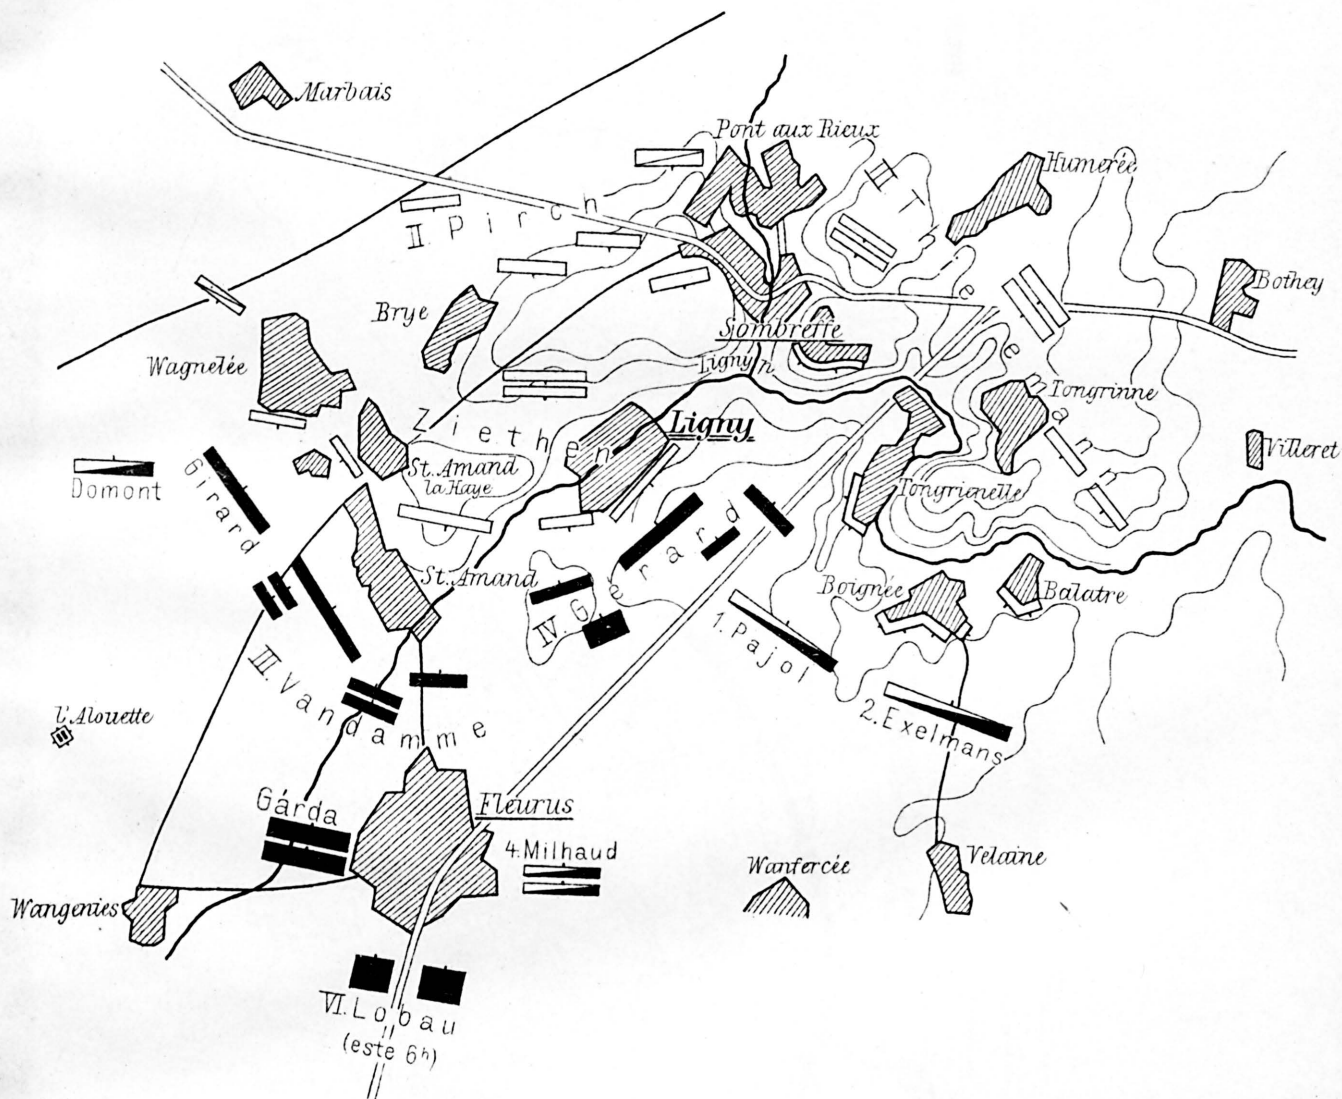 Marbais
Pont aux Rieux
Humerée
II. Pirch
III. Thielemann
Bothey
Brye
Sombreffe
Wagnelée
Ligny
Tongrinne
Ziethen
Ligny
Villeret
Domont
Girard
St. Amand
la Haye
Tongrinelle
St. Amand
IV. Gérard
Boignée
Balatre
1. Pajol
III. Vandamme
2. Exelmans
l'Alouette
Gárda
Fleurus
4. Milhaud
Wanfercée
Velaine
Wangenies
VI. Lobau
(este 6h)